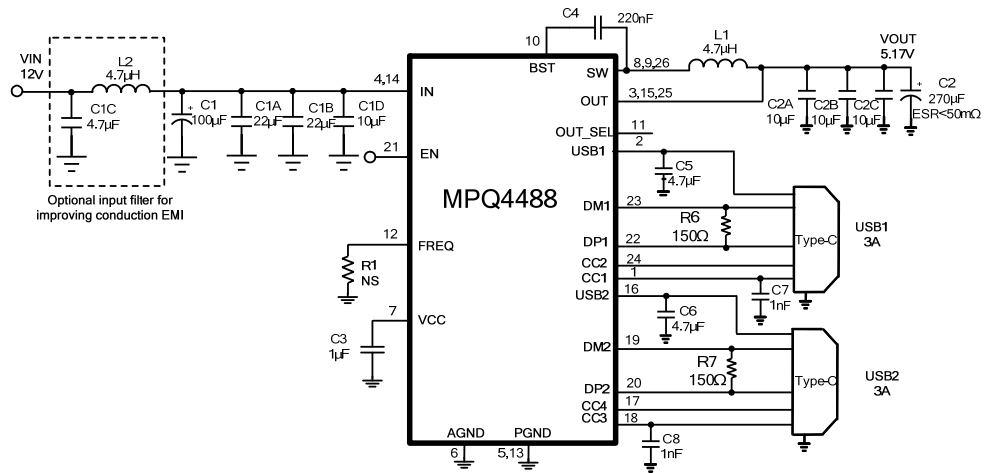 C4
220nF
10
BST
L1
4.7µH
VOUT
5.17V
VIN
12V
L2
4.7µH
4,14
IN
SW
8,9,26
OUT
3,15,25
C1C
4.7µF
C1
+
100µF
C1A
22µF
C1B
22µF
C1D
10µF
C2A
10µF
C2B
10µF
C2C
10µF
+
C2
270µF
ESR<50mΩ
OUT_SEL
11
21
EN
USB1
2
C5
4.7µF
Optional input filter for
improving conduction EMI
MPQ4488
DM1
23
R6
150Ω
Type-C
USB1
3A
12
FREQ
DP1
22
R1
NS
CC2
24
CC1
1
C7
1nF
USB2
16
7
VCC
C6
4.7µF
C3
1µF
DM2
19
R7
150Ω
Type-C
USB2
3A
DP2
20
CC4
17
CC3
18
AGND
PGND
6
5,13
C8
1nF